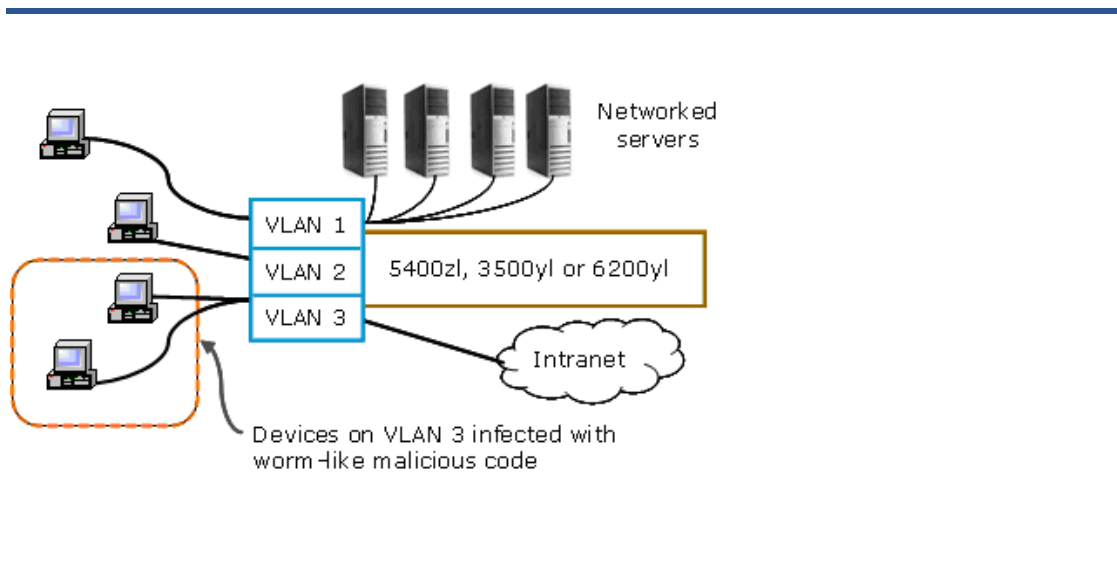 Networked
servers
VLAN 1
VLAN 2
5400zl, 3500yl or 6200yl
VLAN 3
Intranet
Devices on VLAN 3 infected with
worm-like malicious code